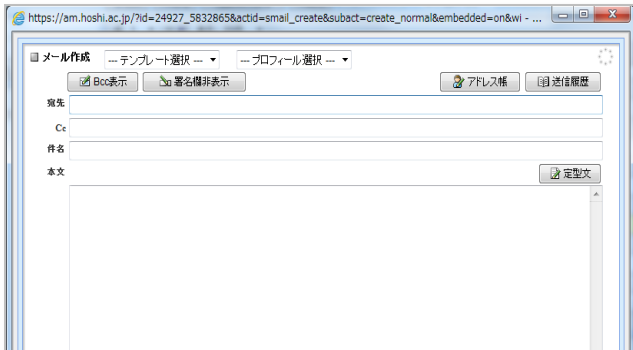 https://am.hoshi.ac.jp/?id=24927_5832865&actid=smail_create&subact=create_normal&embedded=on&wi - ...
メール作成 --- テンプレート選択 --- --- プロフィール選択 ---
Bcc表示 署名欄非表示 アドレス帳 送信履歴
宛先
Cc
件名
本文 定型文